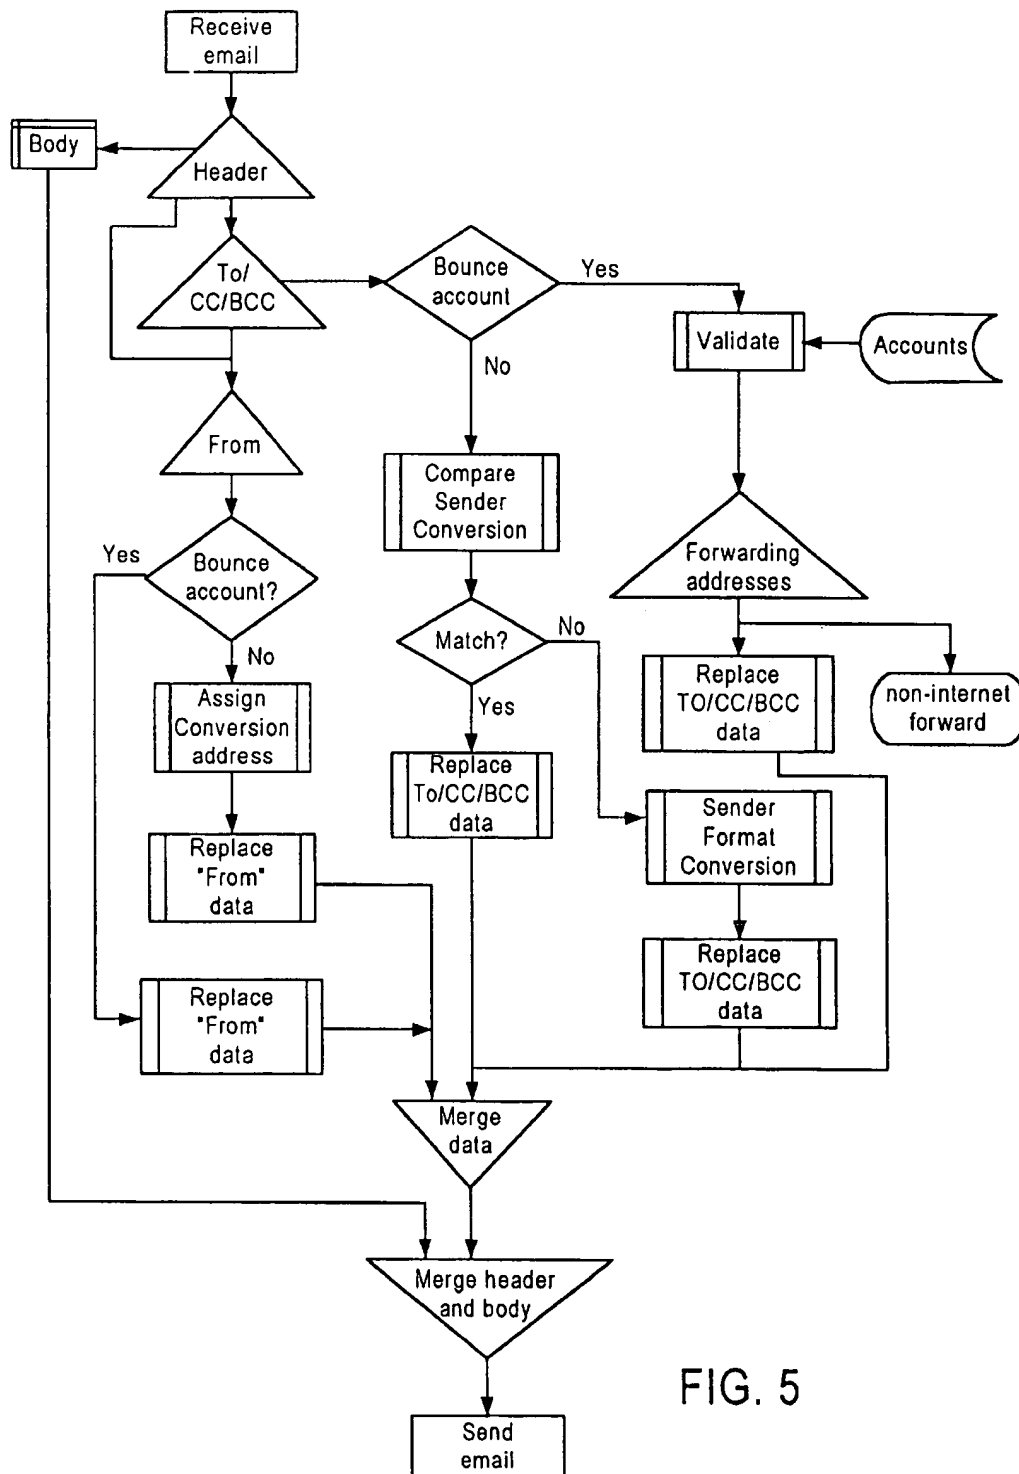 Receive
email
Body
Header
To/
CC/BCC
Bounce
account
Yes
Validate
Accounts
No
From
Compare
Sender
Conversion
Forwarding
addresses
Yes
Bounce
account?
Match?
No
No
Replace
TO/CC/BCC
data
non-internet
forward
Assign
Conversion
address
Yes
Replace
To/CC/BCC
data
Sender
Format
Conversion
Replace
"From"
data
Replace
TO/CC/BCC
data
Replace
"From"
data
Merge
data
Merge header
and body
FIG. 5
Send
email